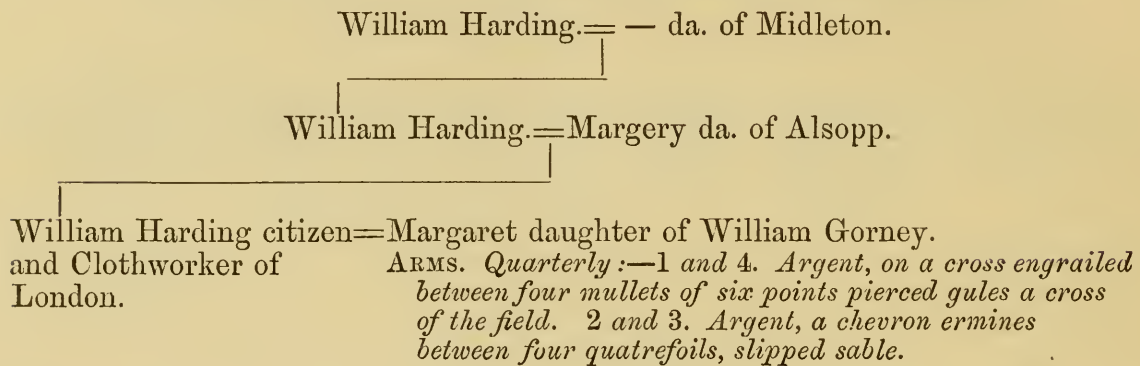 William Harding.=— da. of Midleton.
William Harding.=Margery da. of Alsopp.
William Harding citizen=Margaret daughter of William Gorney.
and Clothworker of
London.
ARMS. Quarterly:—1 and 4. Argent, on a cross engrailed
between four mullets of six points pierced gules a cross
of the field. 2 and 3. Argent, a chevron ermines
between four quatrefoils, slipped sable.